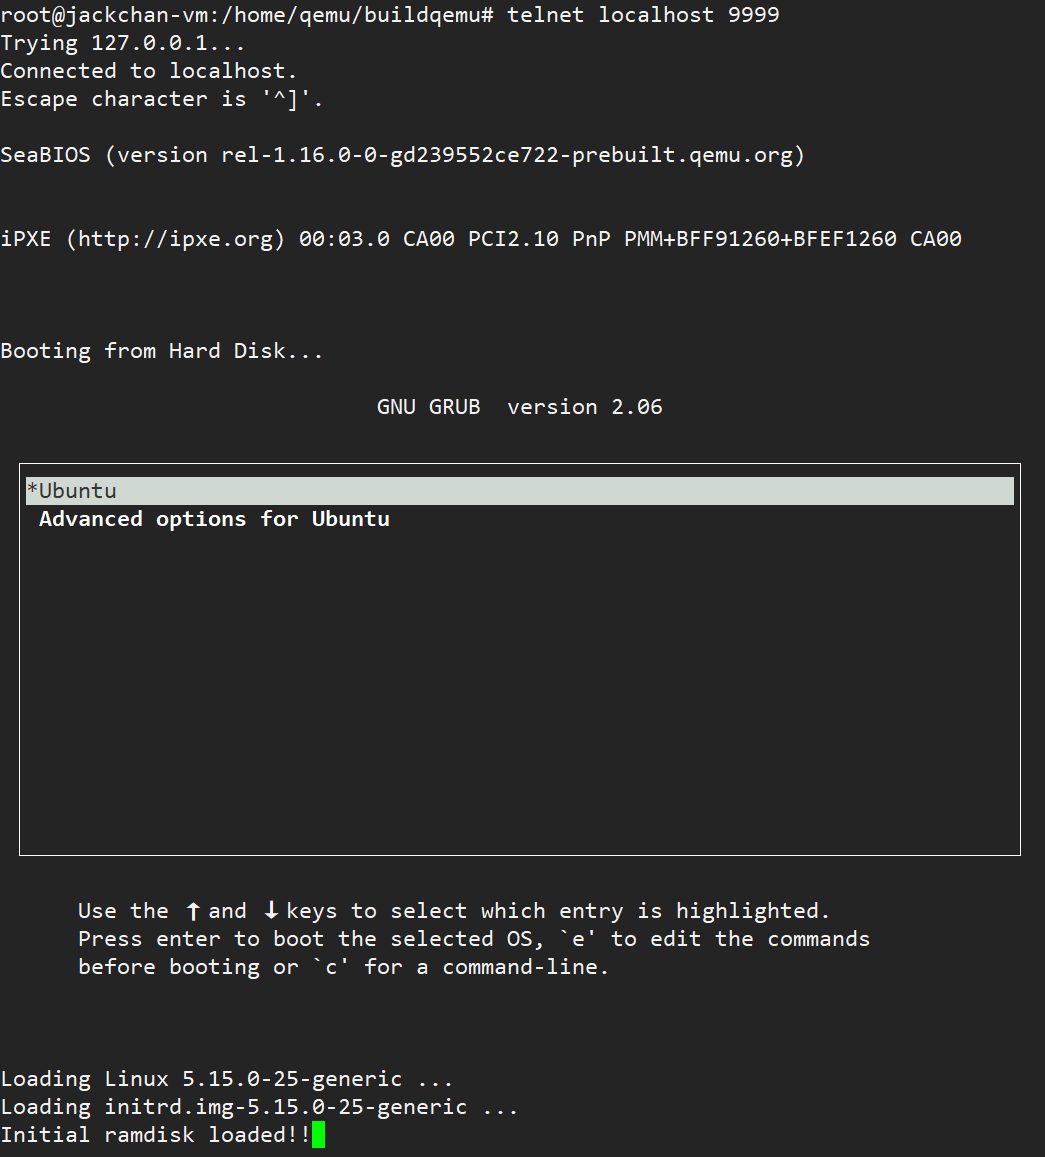 root@jackchan-vm:/home/qemu/buildqemu# telnet localhost 9999
Trying 127.0.0.1...
Connected to localhost.
Escape character is '^]'.
SeaBIOS (version rel-1.16.0-0-gd239552ce722-prebuilt.qemu.org)
iPXE (http://ipxe.org) 00:03.0 CA00 PCI2.10 PnP PMM+BFF91260+BFEF1260 CA00
Booting from Hard Disk...
GNU GRUB  version 2.06
*Ubuntu
Advanced options for Ubuntu
Use the ↑ and ↓ keys to select which entry is highlighted.
Press enter to boot the selected OS, `e' to edit the commands
before booting or `c' for a command-line.
Loading Linux 5.15.0-25-generic ...
Loading initrd.img-5.15.0-25-generic ...
Initial ramdisk loaded!!